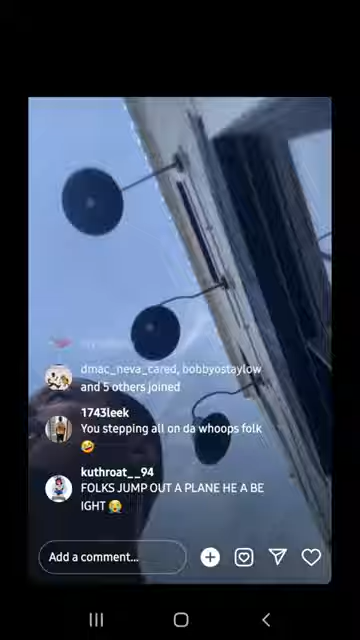 dmac_neva_cared, bobbyostaylow
and 5 others joined
1743leek
You stepping all on da whoops folk
🤣
kuthroat__94
FOLKS JUMP OUT A PLANE HE A BE
IGHT 😭
Add a comment...